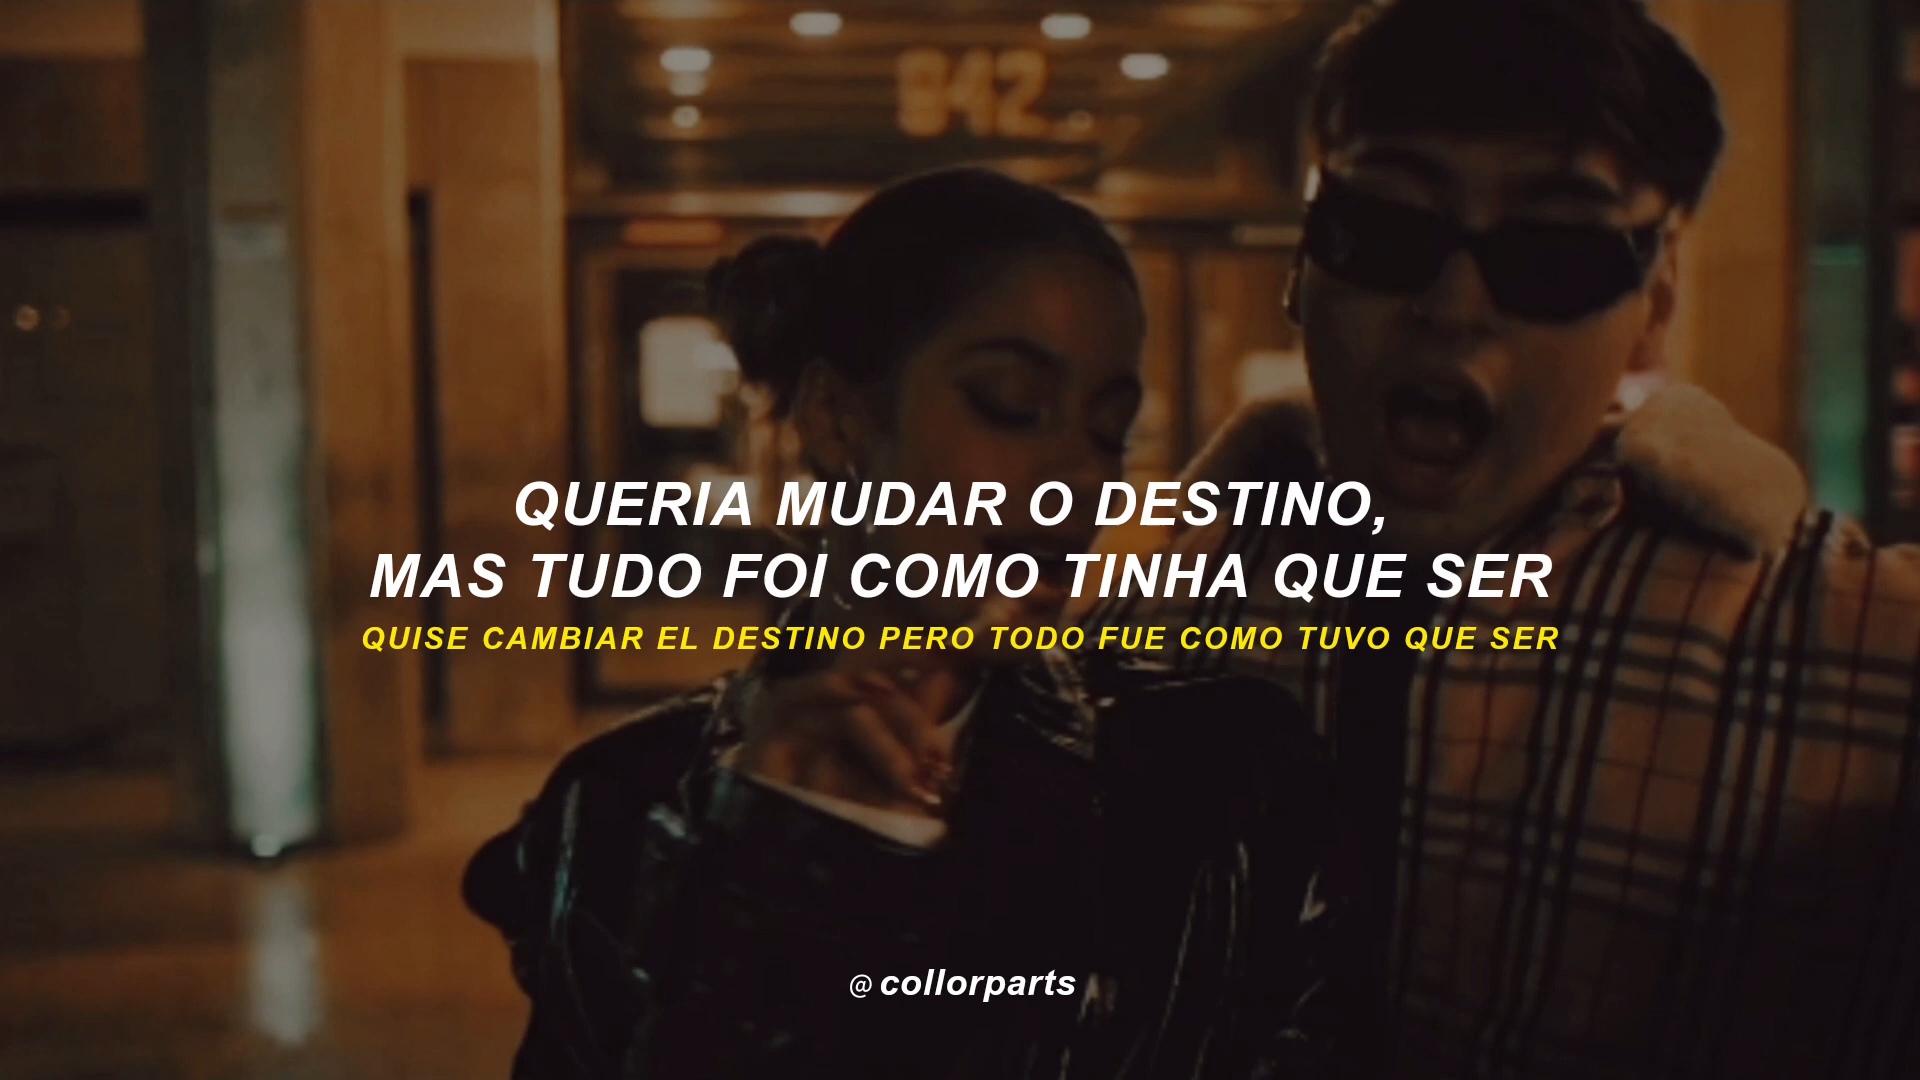 842
QUERIA MUDAR O DESTINO,
MAS TUDO FOI COMO TINHA QUE SER
QUISE CAMBIAR EL DESTINO PERO TODO FUE COMO TUVO QUE SER
@collorparts